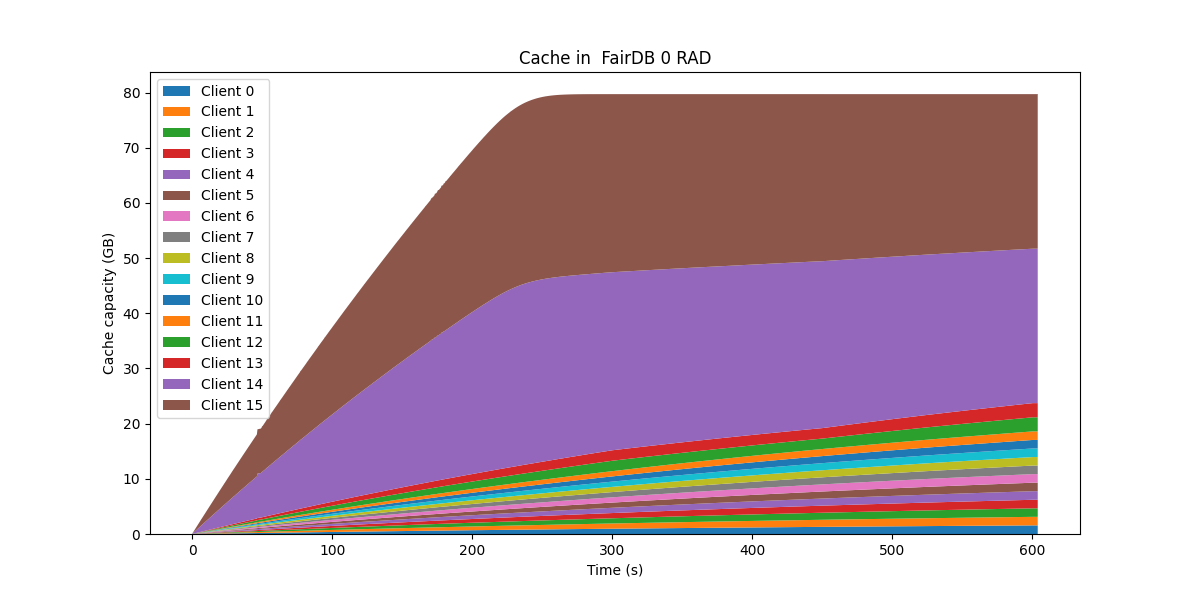 Cache in  FairDB 0 RAD
Cache capacity (GB)
80
70
60
50
40
30
20
10
0
Client 0
Client 1
Client 2
Client 3
Client 4
Client 5
Client 6
Client 7
Client 8
Client 9
Client 10
Client 11
Client 12
Client 13
Client 14
Client 15
0 100 200 300 400 500 600
Time (s)